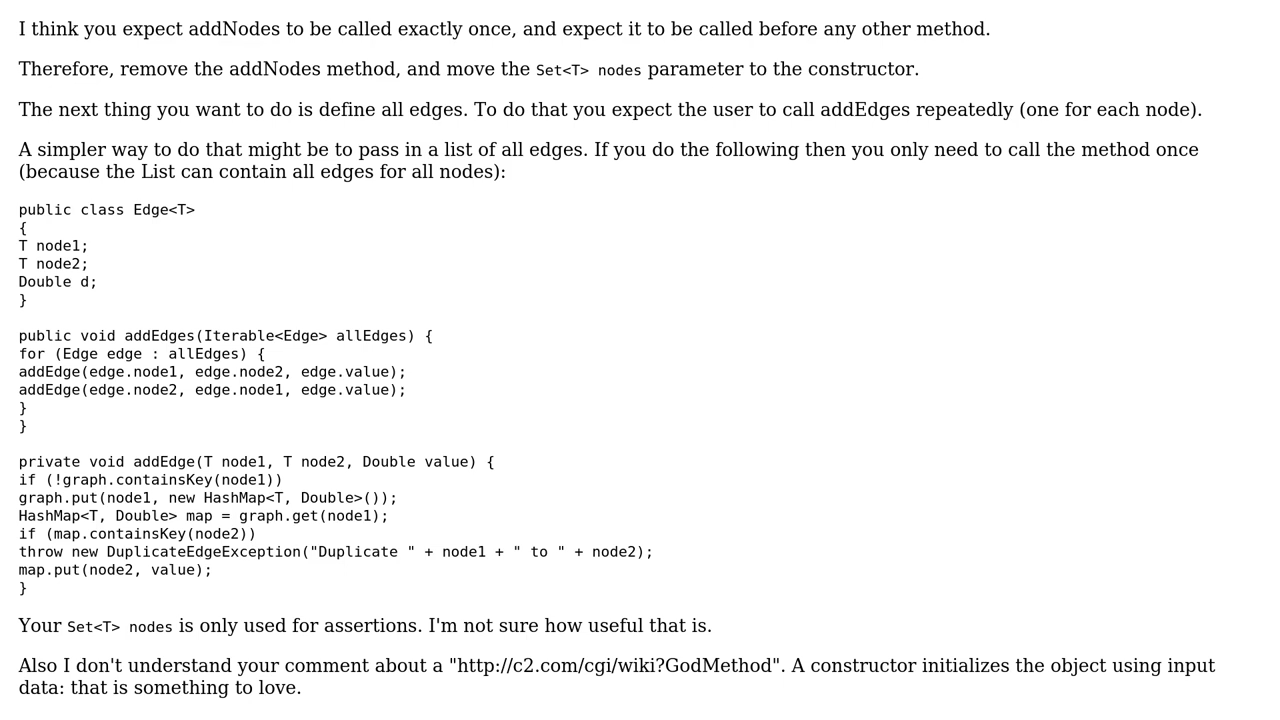 I think you expect addNodes to be called exactly once, and expect it to be called before any other method.
Therefore, remove the addNodes method, and move the Set<T> nodes parameter to the constructor.
The next thing you want to do is define all edges. To do that you expect the user to call addEdges repeatedly (one for each node).
A simpler way to do that might be to pass in a list of all edges. If you do the following then you only need to call the method once
(because the List can contain all edges for all nodes):
public class Edge<T>
{
T node1;
T node2;
Double d;
}
public void addEdges(Iterable<Edge> allEdges) {
for (Edge edge : allEdges) {
addEdge(edge.node1, edge.node2, edge.value);
addEdge(edge.node2, edge.node1, edge.value);
}
}
private void addEdge(T node1, T node2, Double value) {
if (!graph.containsKey(node1))
graph.put(node1, new HashMap<T, Double>());
HashMap<T, Double> map = graph.get(node1);
if (map.containsKey(node2))
throw new DuplicateEdgeException("Duplicate " + node1 + " to " + node2);
map.put(node2, value);
}
Your Set<T> nodes is only used for assertions. I'm not sure how useful that is.
Also I don't understand your comment about a "http://c2.com/cgi/wiki?GodMethod". A constructor initializes the object using input
data: that is something to love.